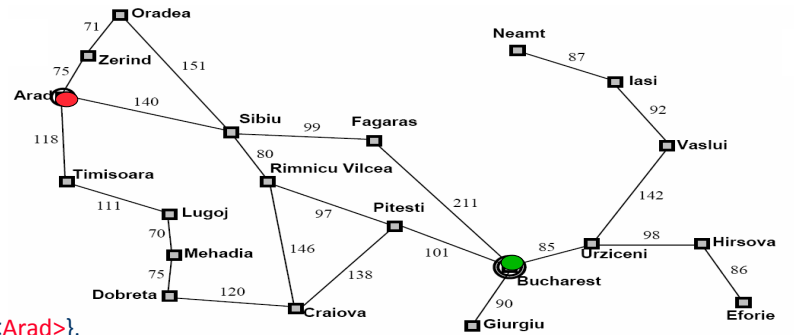 Oradea
71
Neamt
87
Zerind
151
75
Iasi
Arad
140
92
Sibiu
99
Fagaras
118
80
Vaslui
Timisoara
Rimnicu Vilcea
111
Lugoj
97
Pitesti
211
142
70
98
Hirsova
146
101
85
Urziceni
Mehadia
138
86
75
Bucharest
Dobreta
120
90
Eforie
Craiova
Giurgiu
<Arad>},